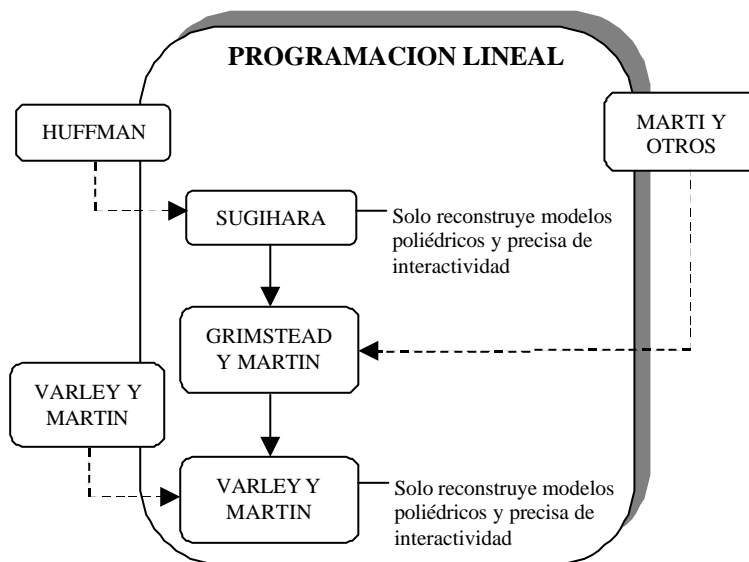 PROGRAMACION LINEAL
HUFFMAN
MARTI Y
OTROS
SUGIHARA
Solo reconstruye modelos
poliédricos y precisa de
interactividad
GRIMSTEAD
Y MARTIN
VARLEY Y
MARTIN
VARLEY Y
MARTIN
Solo reconstruye modelos
poliédricos y precisa de
interactividad